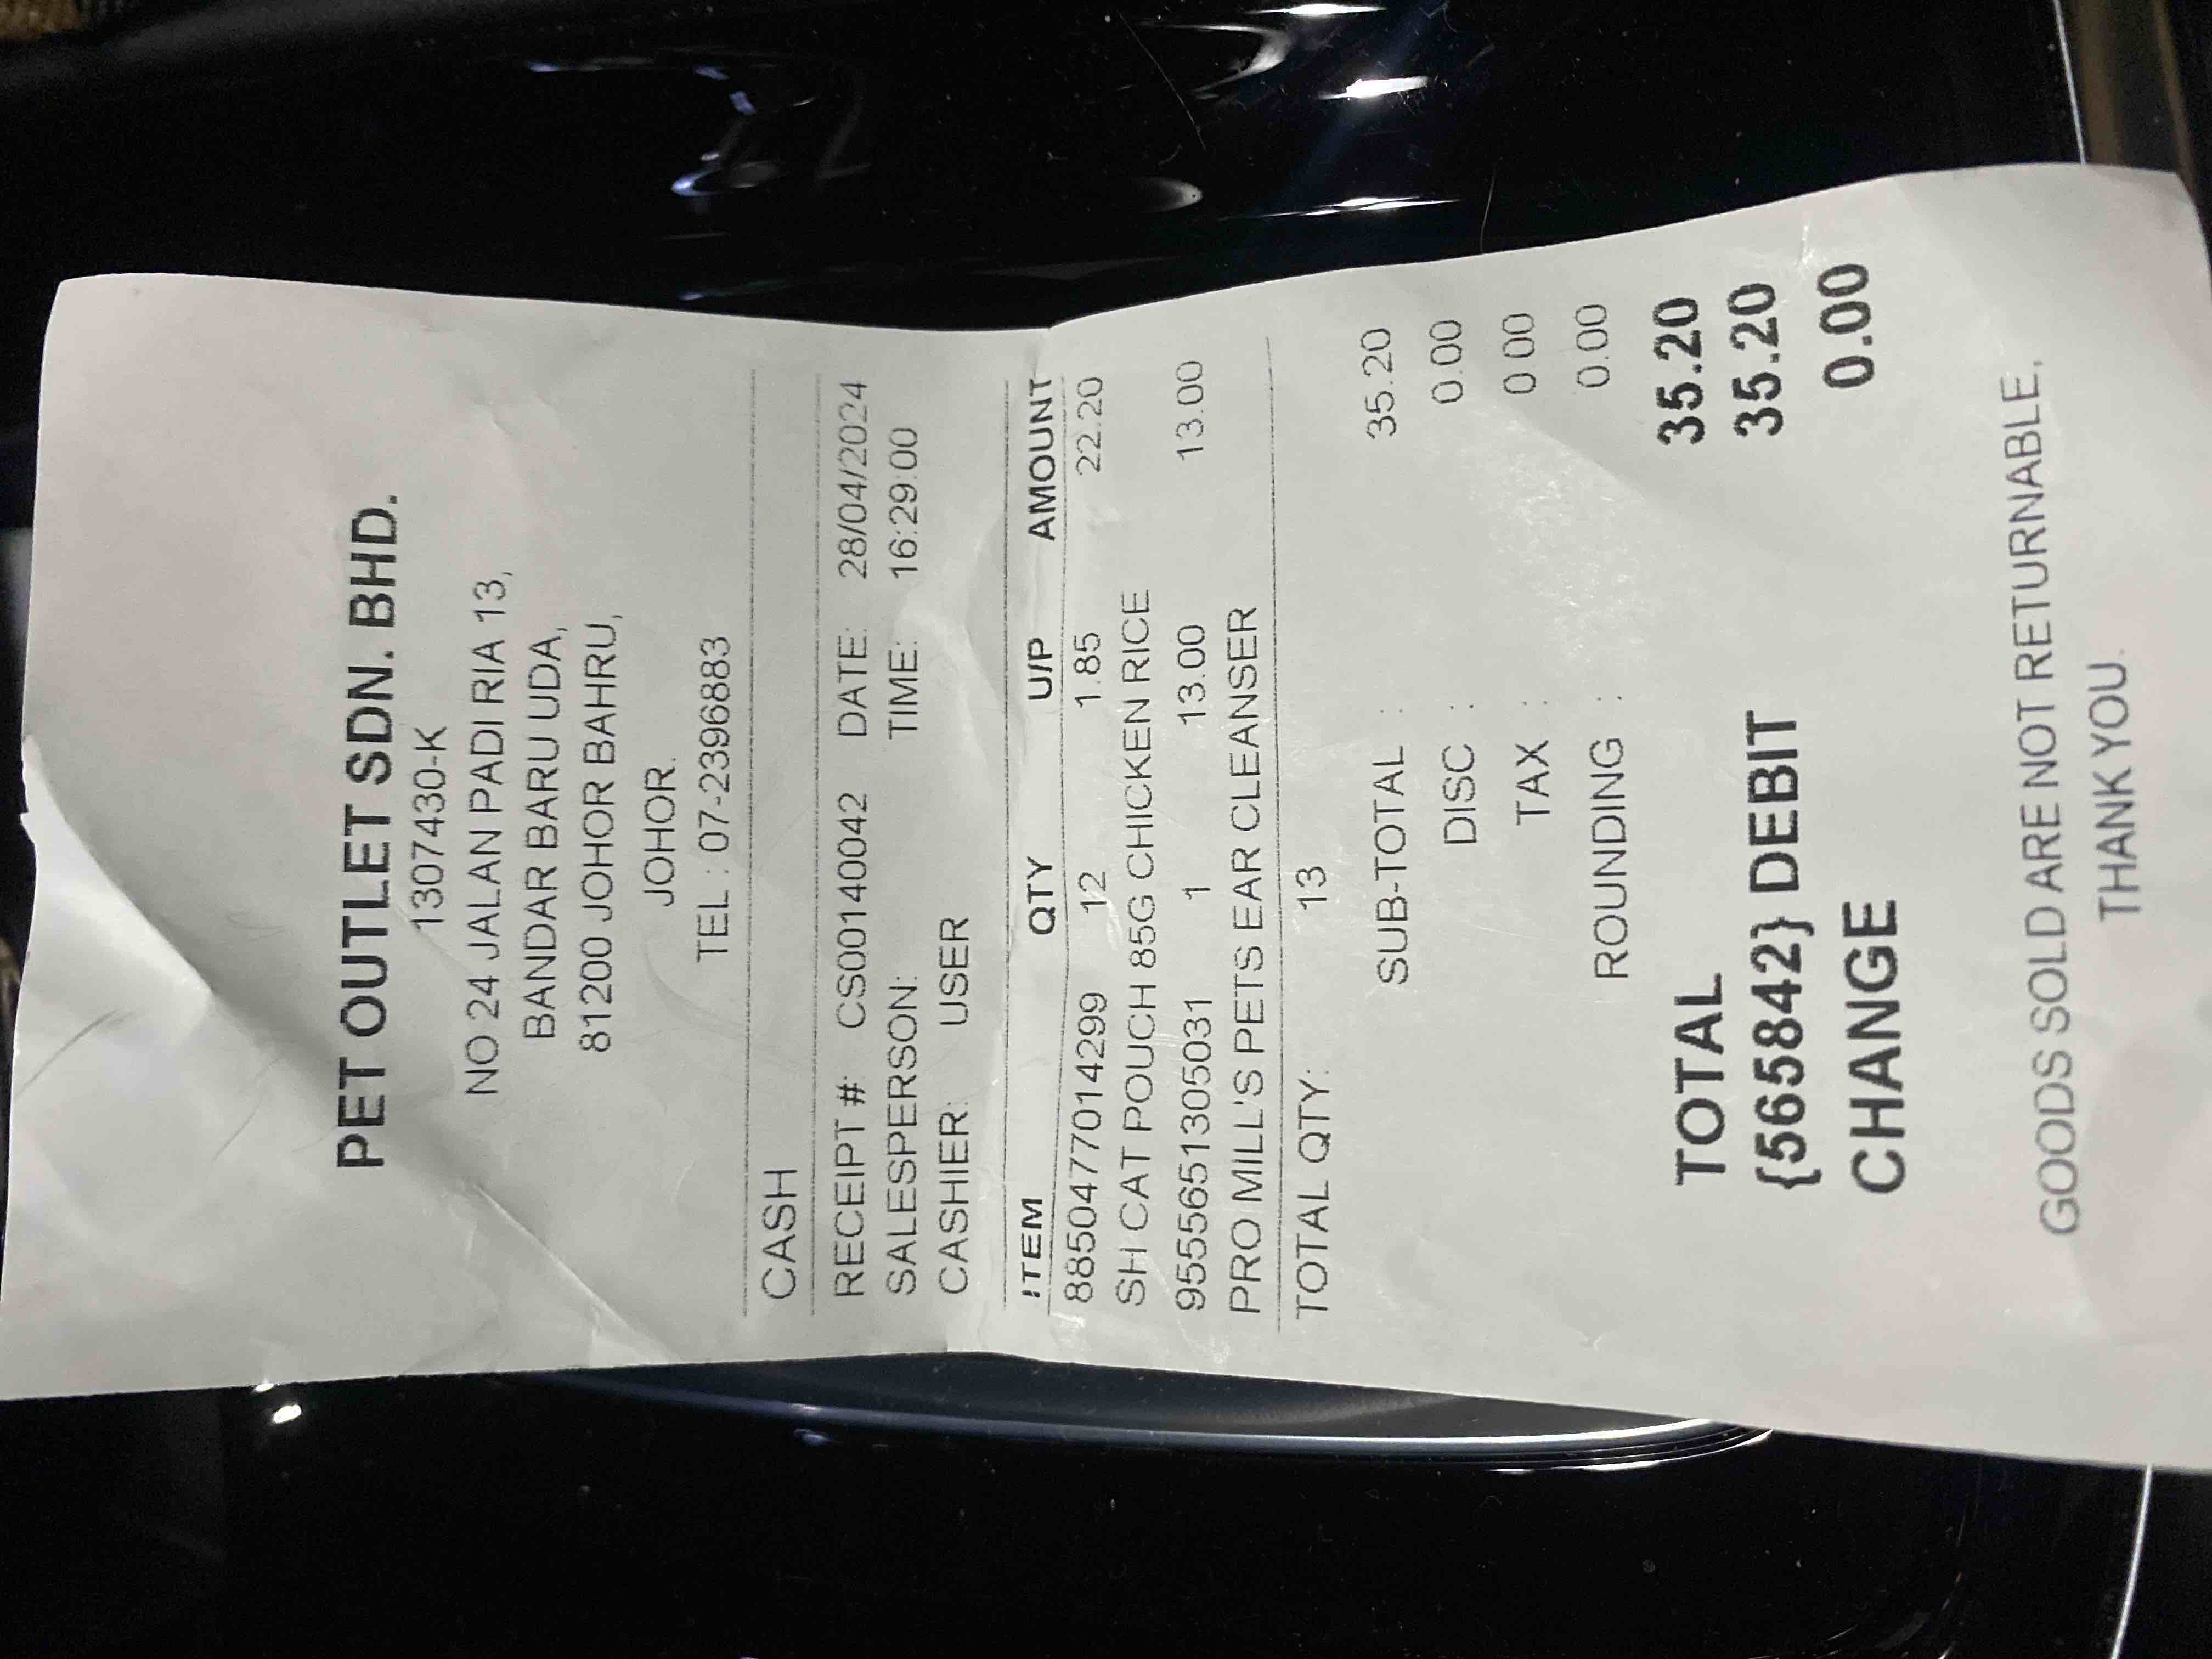 PET OUTLET SDN. BHD.
1307430-K
NO 24 JALAN PADI RIA 13,
BANDAR BARU UDA,
81200 JOHOR BAHRU,
JOHOR.
TEL : 07-2396883
CASH
RECEIPT #: CS00140042 DATE: 28/04/2024
SALESPERSON: TIME: 16:29:00
CASHIER: USER
ITEM QTY U/P AMOUNT
8850477014299 12 1.85 22.20
SH CAT POUCH 85G CHICKEN RICE
9555651305031 1 13.00 13.00
PRO MILL'S PETS EAR CLEANSER
TOTAL QTY: 13
SUB-TOTAL : 35.20
DISC : 0.00
TAX : 0.00
ROUNDING : 0.00
TOTAL 35.20
{565842} DEBIT 35.20
CHANGE 0.00
GOODS SOLD ARE NOT RETURNABLE,
THANK YOU.